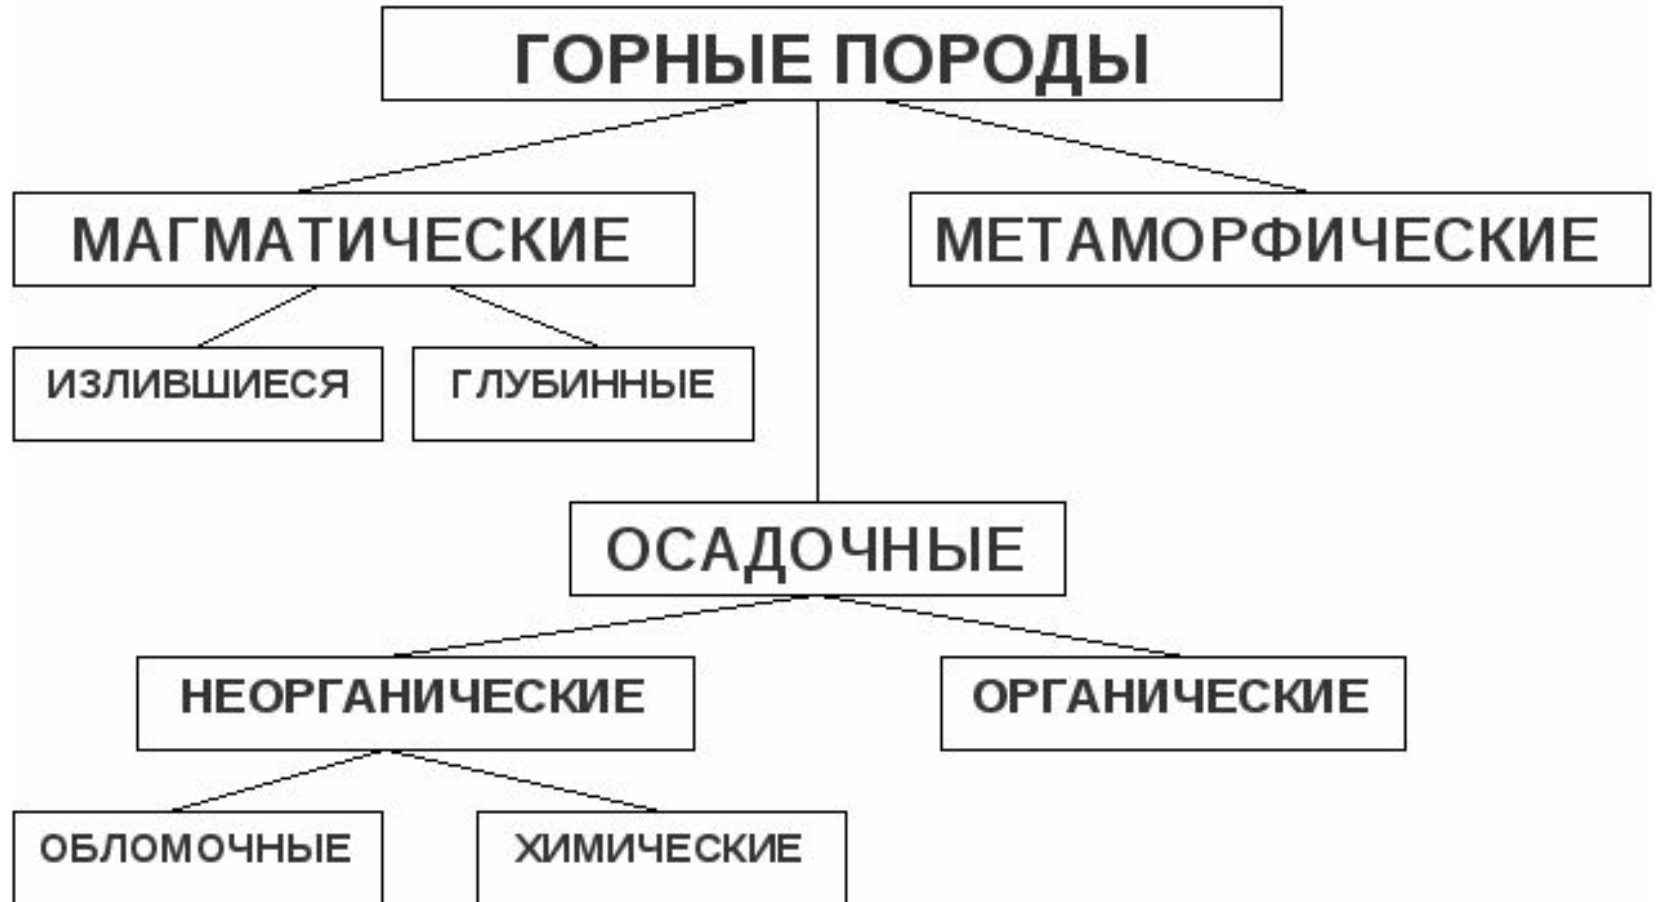 ГОРНЫЕ ПОРОДЫ
МАГМАТИЧЕСКИЕ
МЕТАМОРФИЧЕСКИЕ
ИЗЛИВШИЕСЯ
ГЛУБИННЫЕ
ОСАДОЧНЫЕ
НЕОРГАНИЧЕСКИЕ
ОРГАНИЧЕСКИЕ
ОБЛОМОЧНЫЕ
ХИМИЧЕСКИЕ